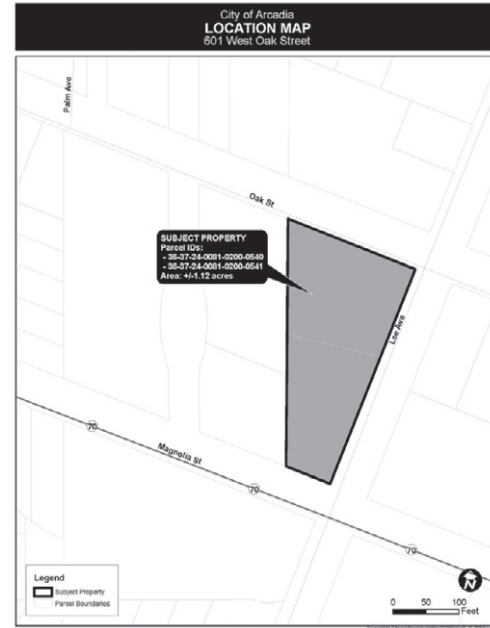 City of Arcadia
LOCATION MAP
601 West Oak Street
Palm Ave
Oak St
SUBJECT PROPERTY
Parcel IDs:
- 36-37-24-0081-0200-0540
- 36-37-24-0081-0200-0541
Area: +/-1.12 acres
Lee Ave
70
Magnolia St
70
70
Legend
Subject Property
Parcel Boundaries
N
0 50 100
Feet